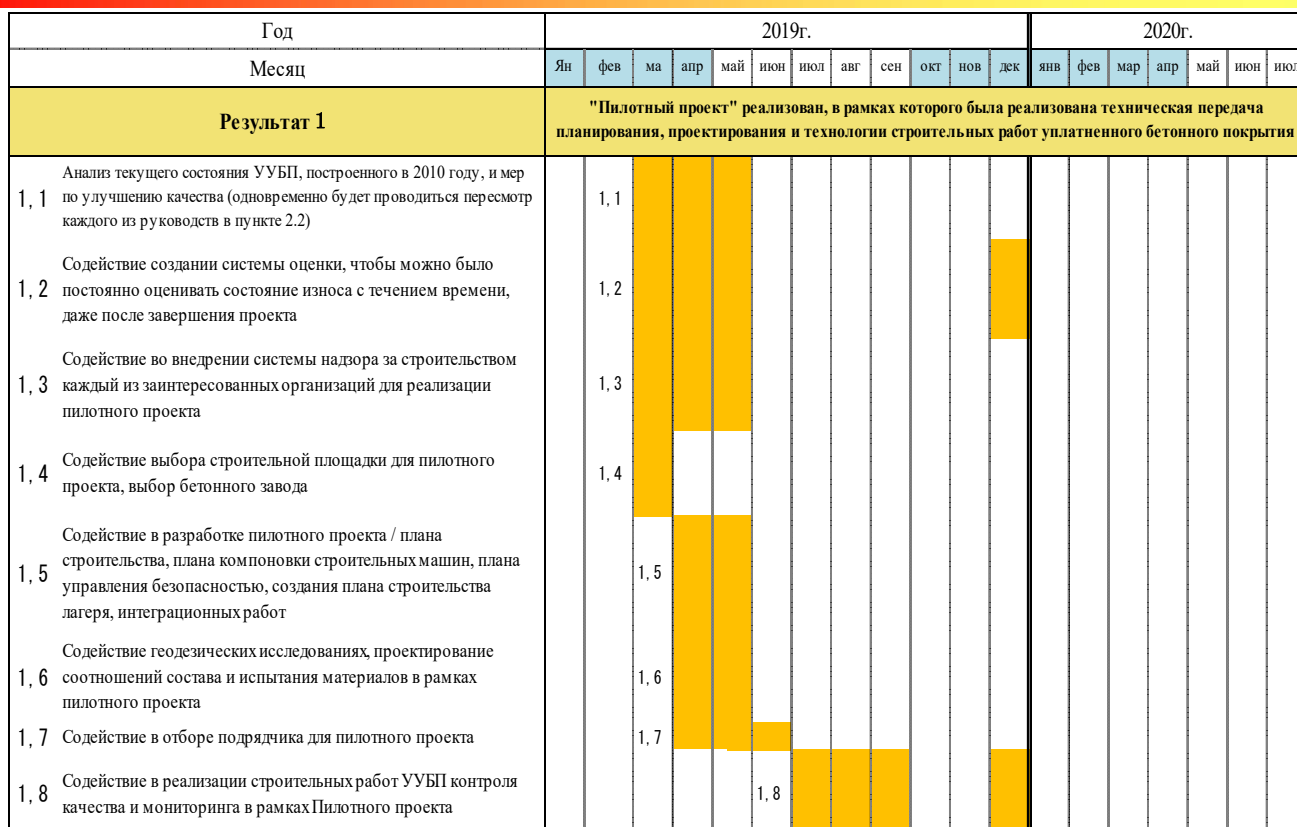 Год 2019г. 2020г.
Месяц Ян фев ма апр май июн июл авг сен окт нов дек янв фев мар апр май июн июл
Результат 1
"Пилотный проект" реализован, в рамках которого была реализована техническая передача
планирования, проектирования и технологии строительных работ уплатненного бетонного покрытия
1,1
Анализ текущего состояния УУБП, построенного в 2010 году, и мер
по улучшению качества (одновременно будет проводиться пересмотр
каждого из руководств в пункте 2.2)
1,1
1,2
Содействие создании системы оценки, чтобы можно было
постоянно оценивать состояние износа с течением времени,
даже после завершения проекта
1,2
1,3
Содействие во внедрении системы надзора за строительством
каждый из заинтересованных организаций для реализации
пилотного проекта
1,3
1,4
Содействие выбора строительной площадки для пилотного
проекта, выбор бетонного завода
1,4
1,5
Содействие в разработке пилотного проекта / плана
строительства, плана компоновки строительных машин, плана
управления безопасностью, создания плана строительства
лагеря, интеграционных работ
1,5
1,6
Содействие геодезических исследованиях, проектирование
соотношений состава и испытания материалов в рамках
пилотного проекта
1,6
1,7
Содействие в отборе подрядчика для пилотного проекта
1,7
1,8
Содействие в реализации строительных работ УУБП контроля
качества и мониторинга в рамках Пилотного проекта
1,8